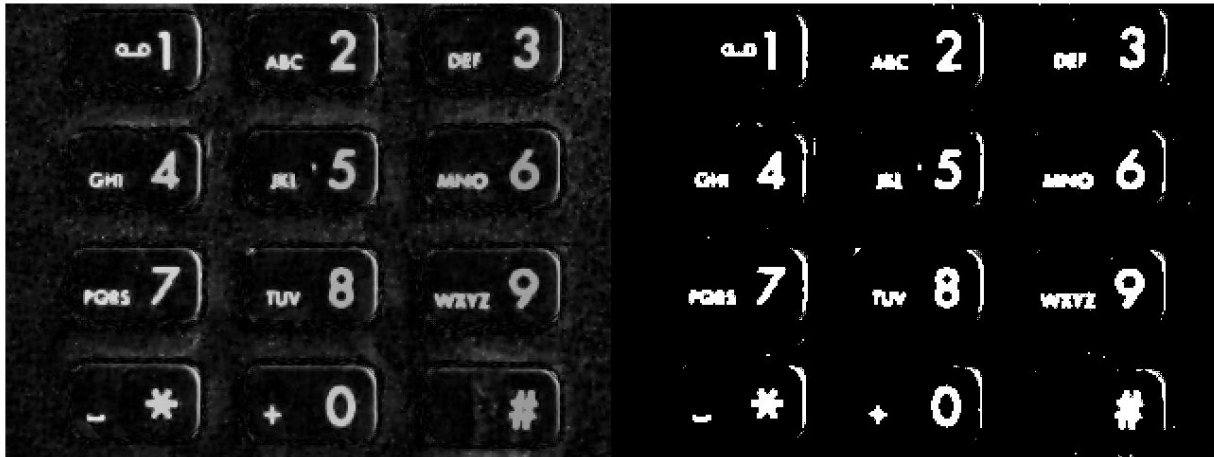 1 ABC 2 DEF 3
GHI 4 JKL 5 MNO 6
PQRS 7 TUV 8 WXYZ 9
* + 0 #
1 ABC 2 DEF 3
GHI 4 JKL 5 MNO 6
PQRS 7 TUV 8 WXYZ 9
* + 0 #